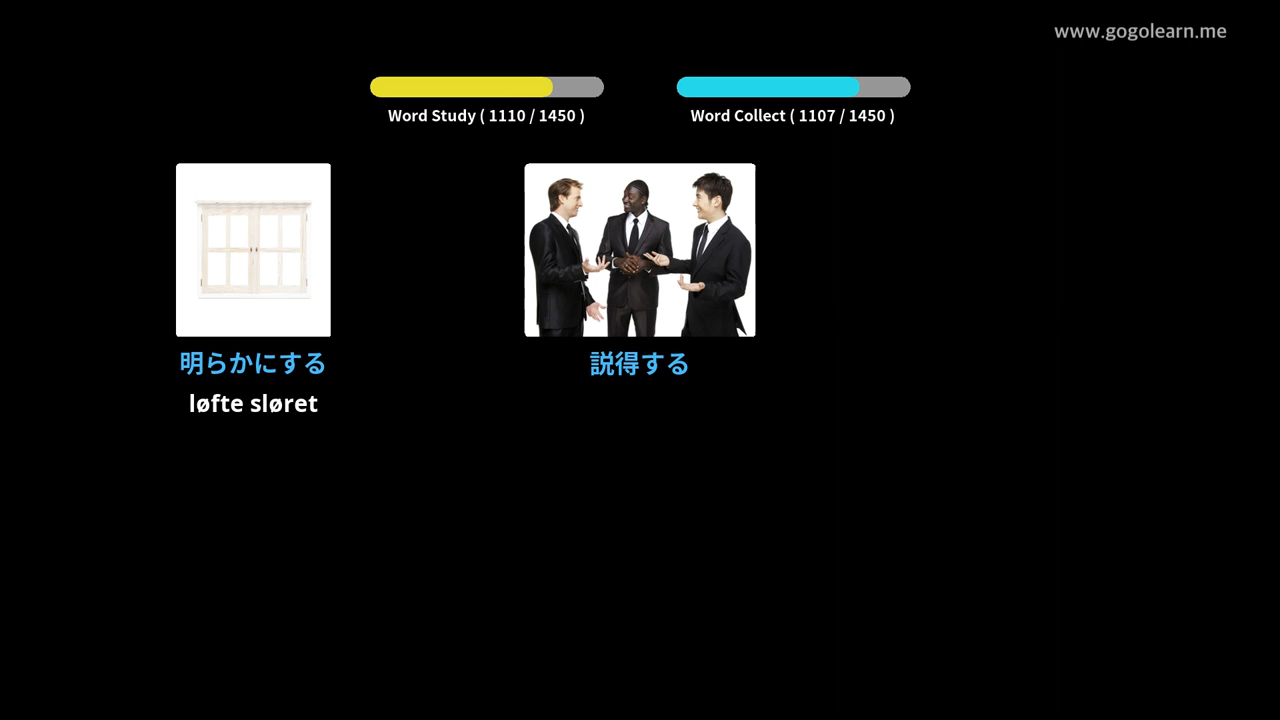 www.gogolearn.me
Word Study ( 1110 / 1450 )
Word Collect ( 1107 / 1450 )
明らかにする
説得する
løfte sløret